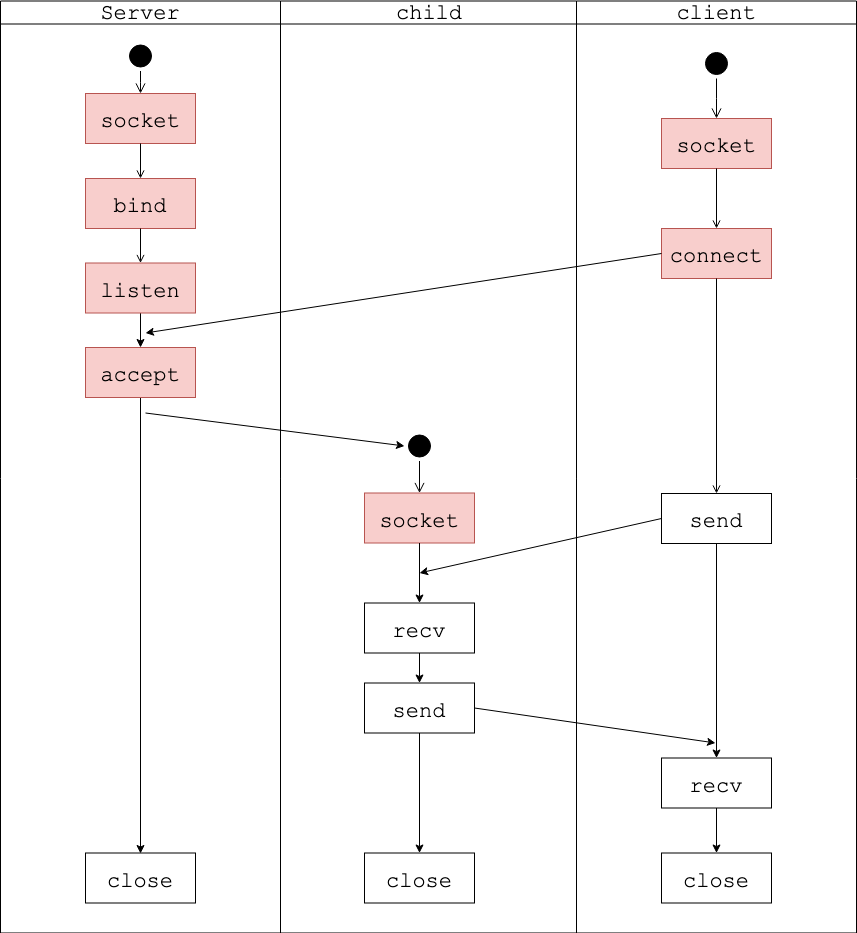 Server
child
client
socket
bind
listen
accept
close
socket
recv
send
close
socket
connect
send
recv
close